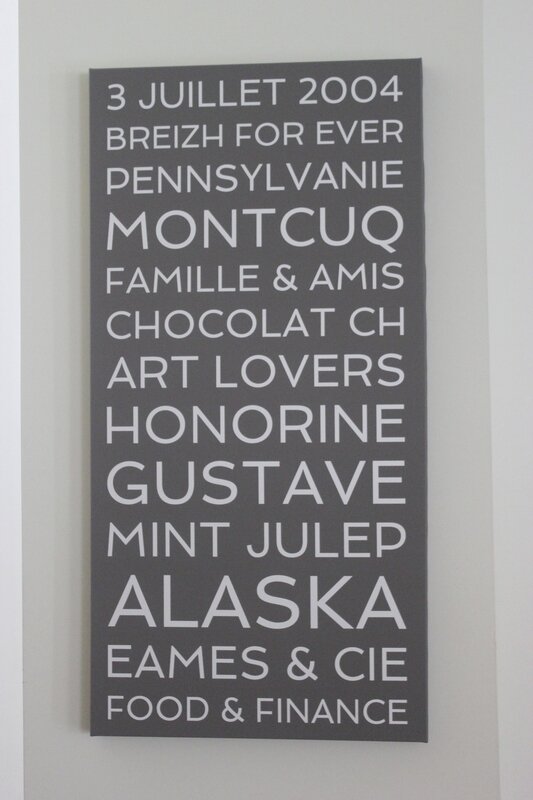 3 JUILLET 2004
BREIZH FOR EVER
PENNSYLVANIE
MONTCUQ
FAMILLE & AMIS
CHOCOLAT CH
ART LOVERS
HONORINE
GUSTAVE
MINT JULEP
ALASKA
EAMES & CIE
FOOD & FINANCE